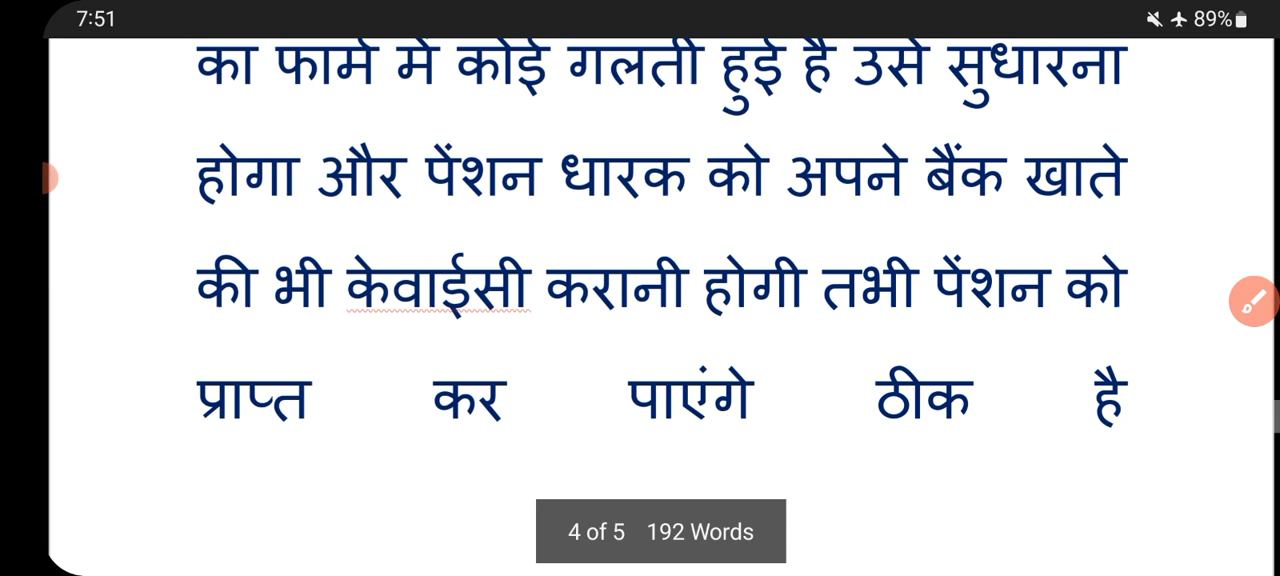 7:51
89%
का फार्म में कोई गलती हुई है उसे सुधारना
होगा और पेंशन धारक को अपने बैंक खाते
की भी केवाईसी करानी होगी तभी पेंशन को
प्राप्त कर पाएंगे ठीक है
4 of 5 192 Words